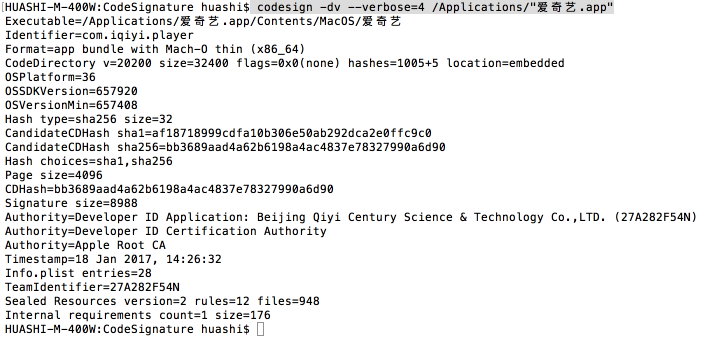 HUASHI-M-400W:CodeSignature huashi$ codesign -dv --verbose=4 /Applications/"爱奇艺.app"
Executable=/Applications/爱奇艺.app/Contents/MacOS/爱奇艺
Identifier=com.iqiyi.player
Format=app bundle with Mach-O thin (x86_64)
CodeDirectory v=20200 size=32400 flags=0x0(none) hashes=1005+5 location=embedded
OSPlatform=36
OSSDKVersion=657920
OSVersionMin=657408
Hash type=sha256 size=32
CandidateCDHash sha1=af18718999cdfa10b306e50ab292dca2e0ffc9c0
CandidateCDHash sha256=bb3689aad4a62b6198a4ac4837e78327990a6d90
Hash choices=sha1,sha256
Page size=4096
CDHash=bb3689aad4a62b6198a4ac4837e78327990a6d90
Signature size=8988
Authority=Developer ID Application: Beijing Qiyi Century Science & Technology Co.,LTD. (27A282F54N)
Authority=Developer ID Certification Authority
Authority=Apple Root CA
Timestamp=18 Jan 2017, 14:26:32
Info.plist entries=28
TeamIdentifier=27A282F54N
Sealed Resources version=2 rules=12 files=948
Internal requirements count=1 size=176
HUASHI-M-400W:CodeSignature huashi$